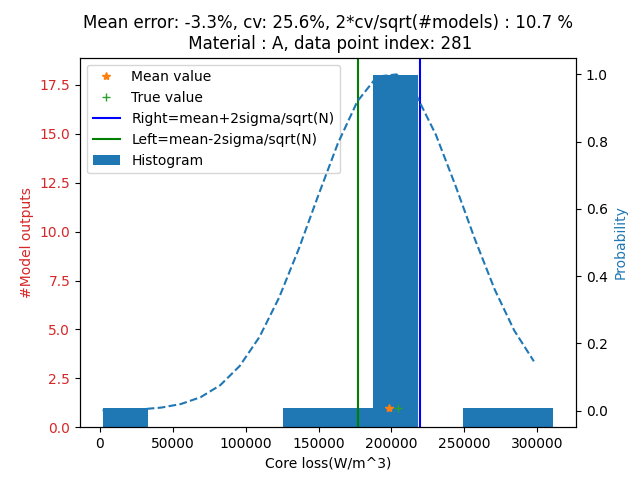 Mean error: -3.3%, cv: 25.6%, 2*cv/sqrt(#models) : 10.7 %
Material : A, data point index: 281
Mean value
True value
Right=mean+2sigma/sqrt(N)
Left=mean-2sigma/sqrt(N)
Histogram
17.5
15.0
12.5
10.0
7.5
5.0
2.5
0.0
#Model outputs
1.0
0.8
0.6
0.4
0.2
0.0
Probability
0
50000
100000
150000
200000
250000
300000
Core loss(W/m^3)